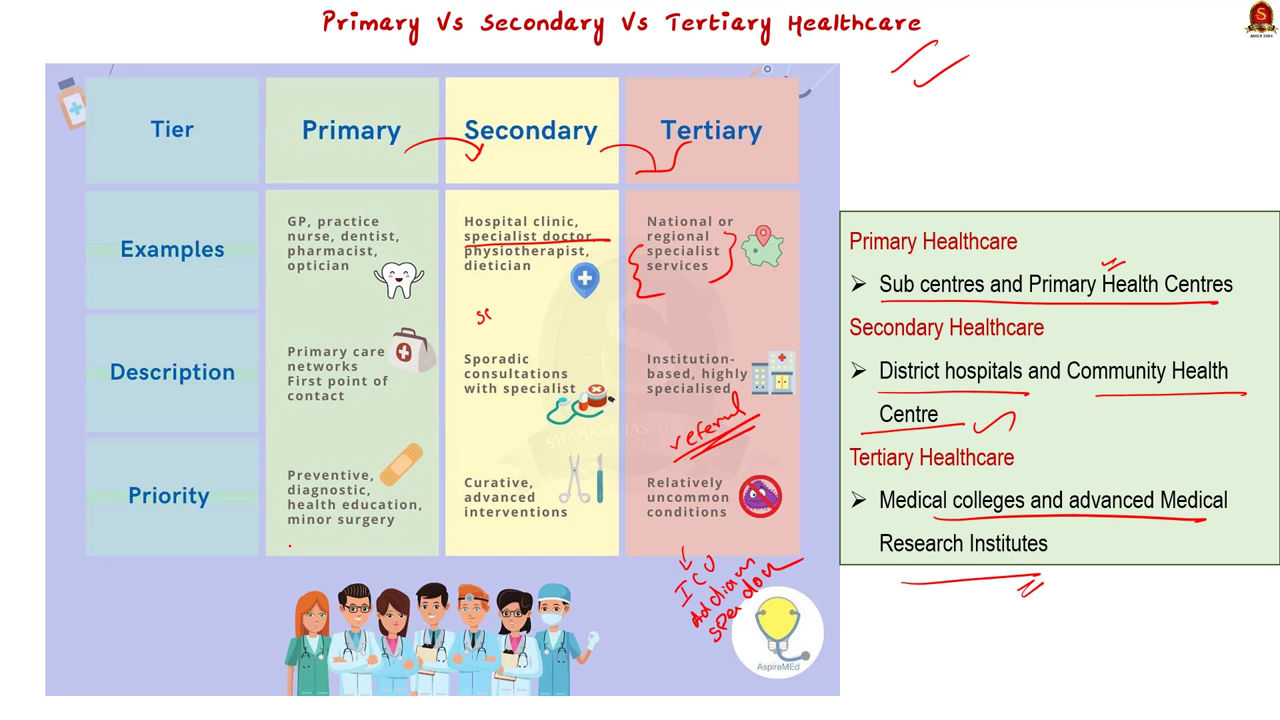 Primary Vs Secondary Vs Tertiary Healthcare
SINCE 2004
Tier
Primary
Secondary
Tertiary
Examples
GP, practice
nurse, dentist,
pharmacist,
optician
Hospital clinic,
specialist doctor
physiotherapist,
dietician
National or
regional
specialist
services
Description
Primary care
networks
First point of
contact
Sporadic
consultations
with specialist
Institution-
based, highly
specialised
referral
Priority
Preventive,
diagnostic,
health education,
minor surgery
Curative,
advanced
interventions
Relatively
uncommon
conditions
ICU
AspireMEd
Primary Healthcare
➢ Sub centres and Primary Health Centres
Secondary Healthcare
➢ District hospitals and Community Health
Centre
Tertiary Healthcare
➢ Medical colleges and advanced Medical
Research Institutes